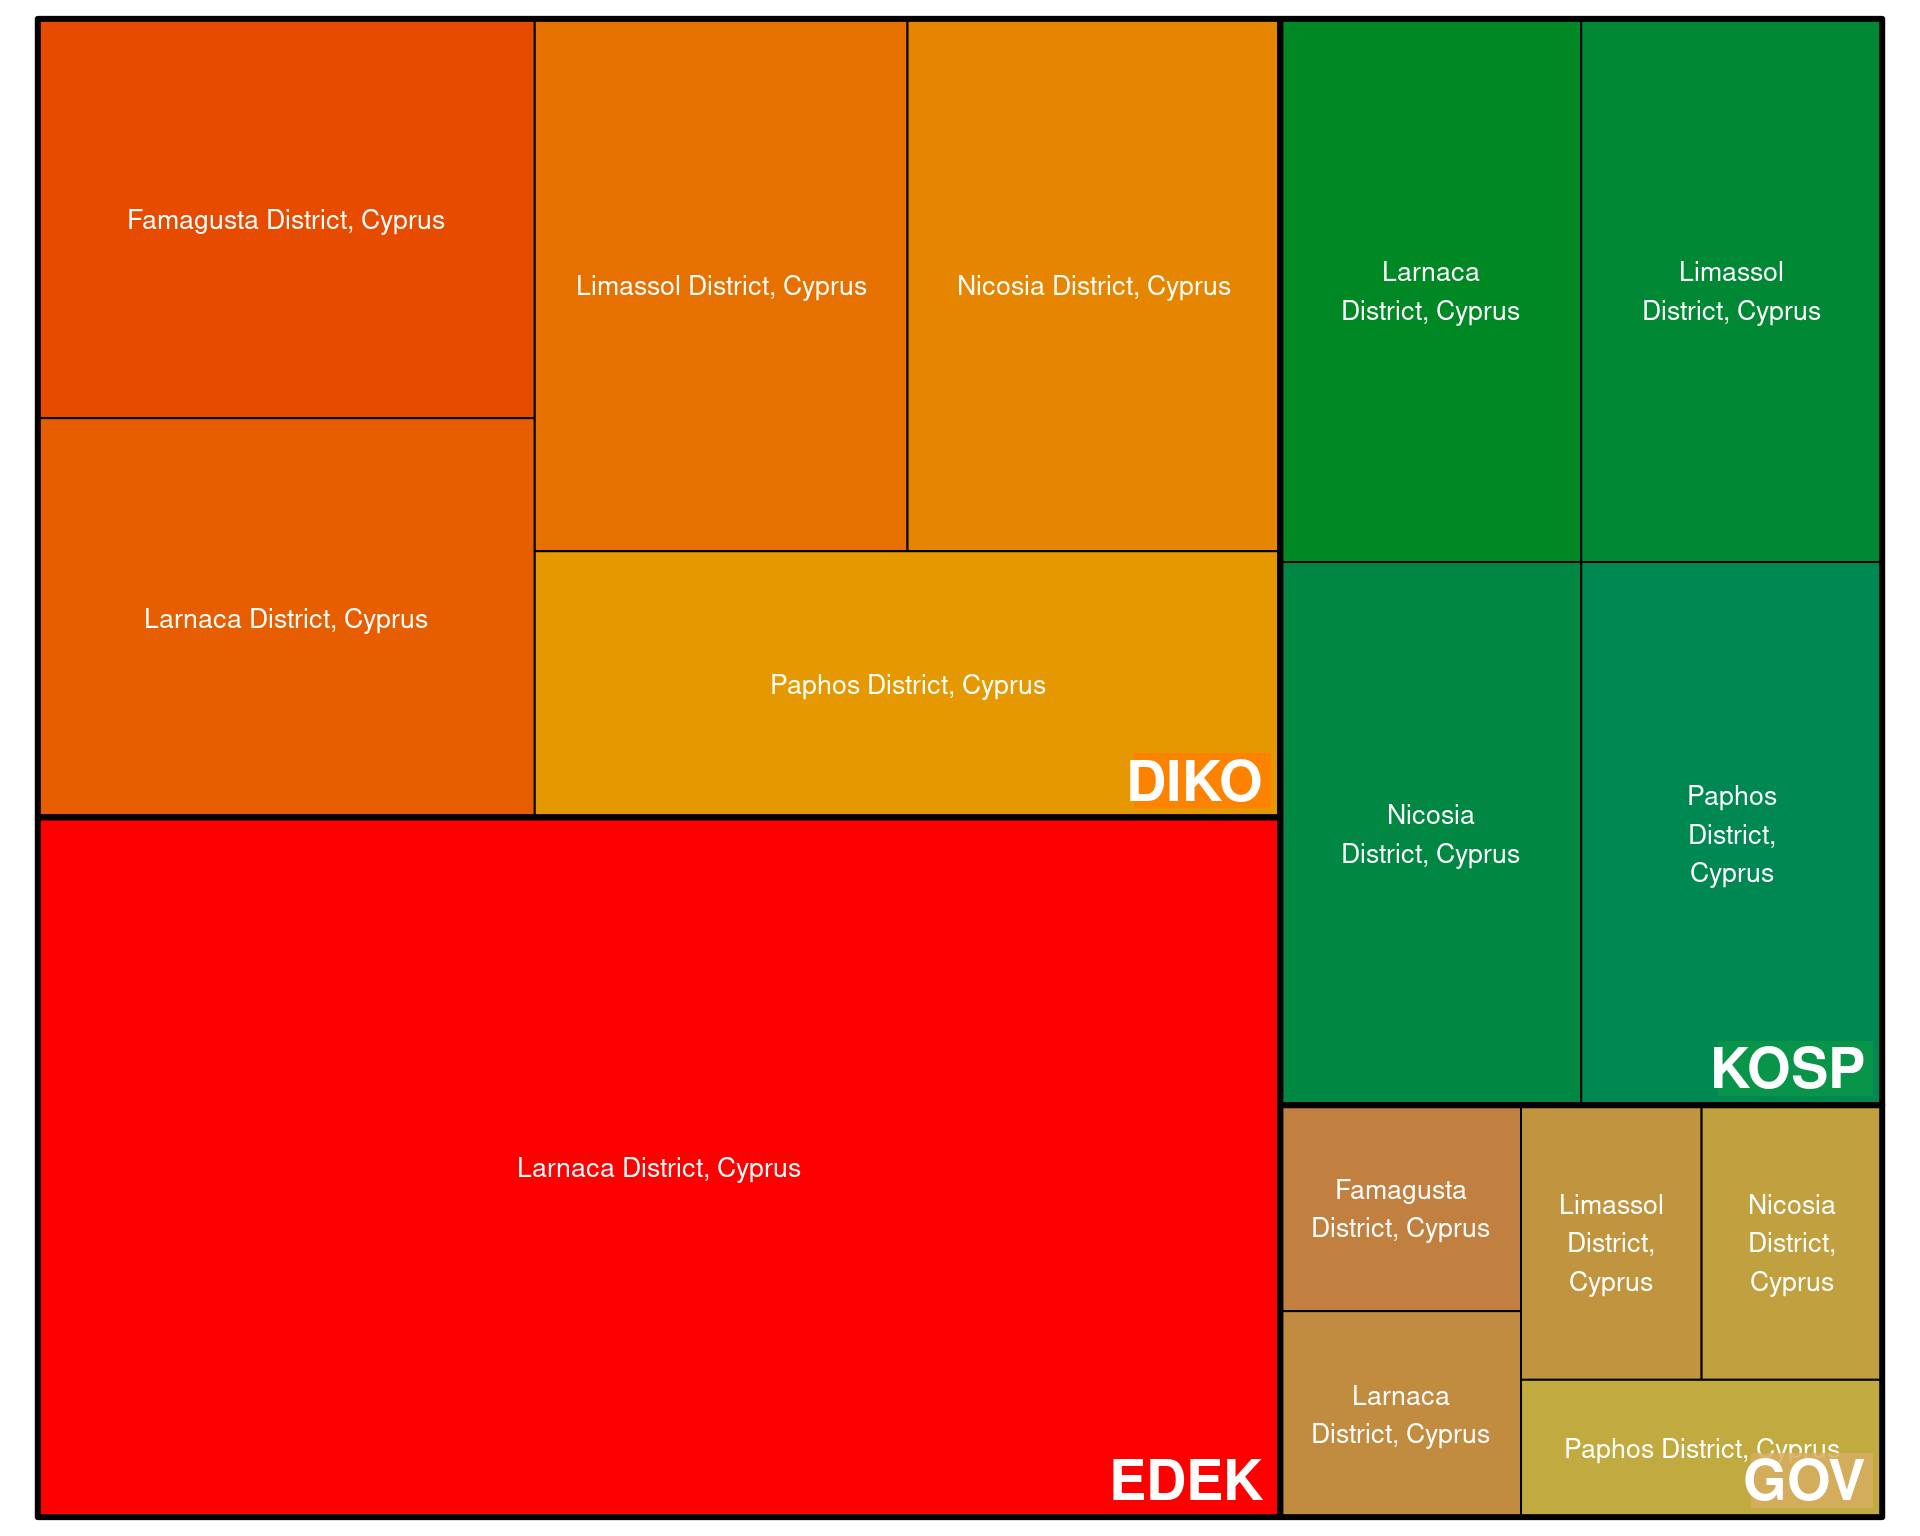 Famagusta District, Cyprus
Limassol District, Cyprus
Nicosia District, Cyprus
Larnaca District, Cyprus
Paphos District, Cyprus
DIKO
Larnaca
District, Cyprus
Limassol
District, Cyprus
Nicosia
District, Cyprus
Paphos
District,
Cyprus
KOSP
Larnaca District, Cyprus
EDEK
Famagusta
District, Cyprus
Limassol
District,
Cyprus
Nicosia
District,
Cyprus
Larnaca
District, Cyprus
Paphos District, Cyprus
GOV